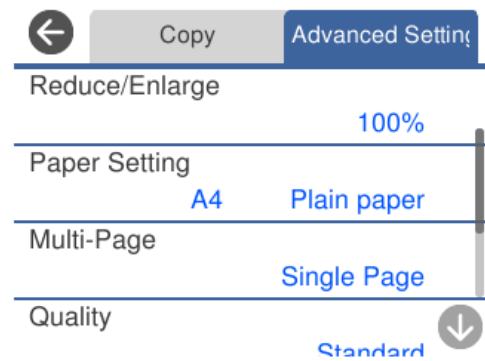 Copy Advanced Setting
Reduce/Enlarge
100%
Paper Setting
A4 Plain paper
Multi-Page
Single Page
Quality
Standard